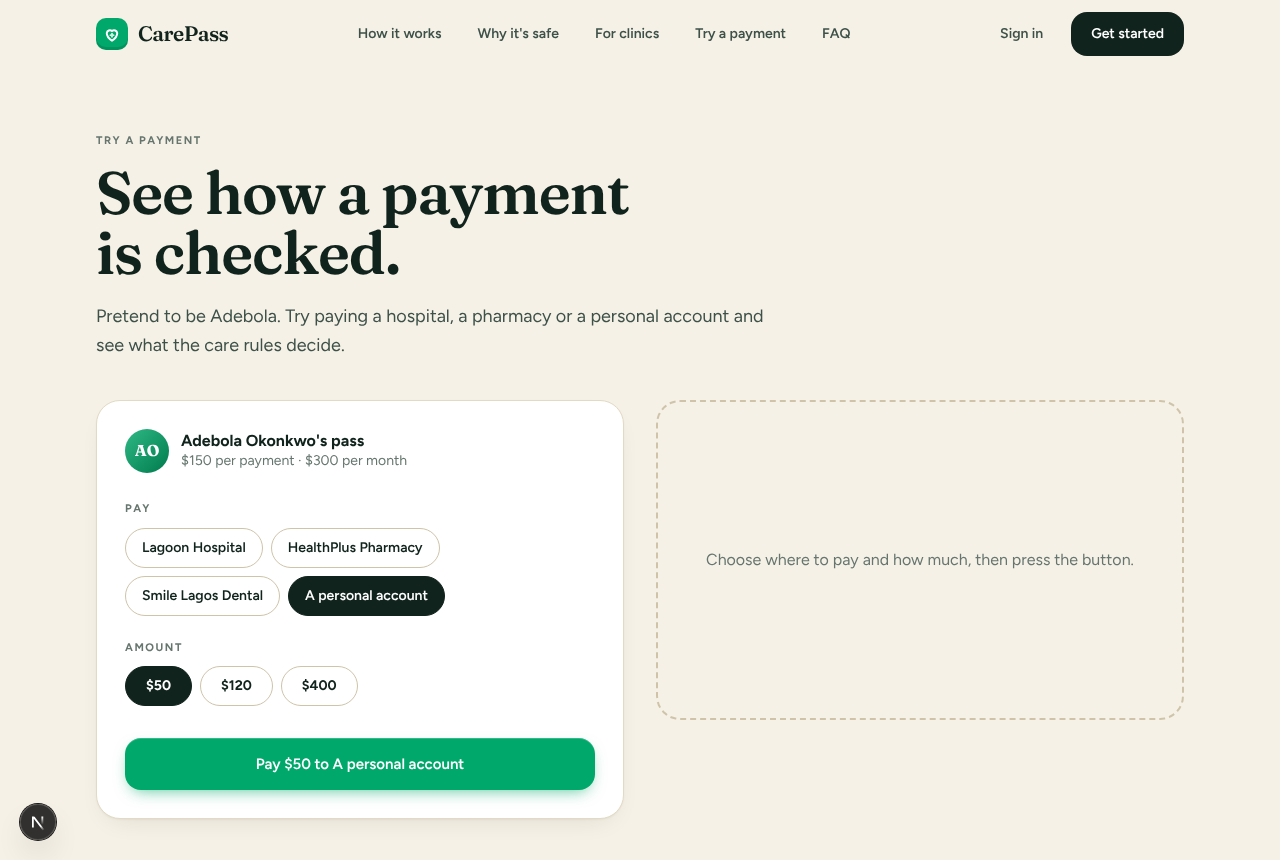 CarePass
How it works
Why it's safe
For clinics
Try a payment
FAQ
Sign in
Get started
TRY A PAYMENT
See how a payment
is checked.
Pretend to be Adebola. Try paying a hospital, a pharmacy or a personal account and
see what the care rules decide.
AO
Adebola Okonkwo's pass
$150 per payment · $300 per month
PAY
Lagoon Hospital
HealthPlus Pharmacy
Smile Lagos Dental
A personal account
AMOUNT
$50
$120
$400
Pay $50 to A personal account
Choose where to pay and how much, then press the button.
N